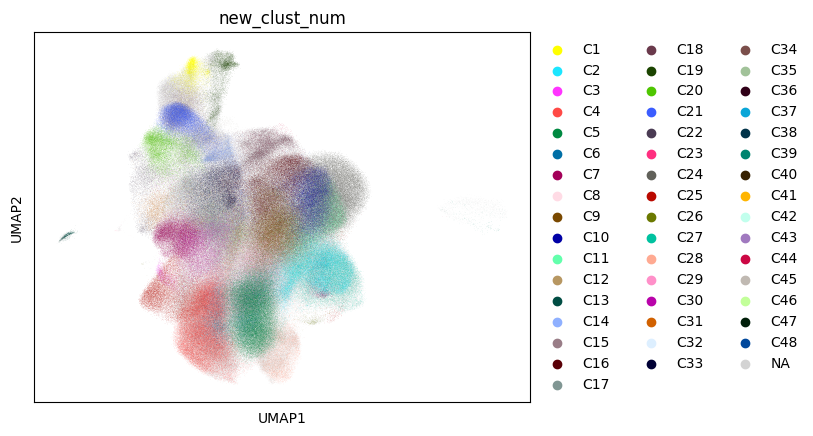 new_clust_num
UMAP2
UMAP1
C1
C2
C3
C4
C5
C6
C7
C8
C9
C10
C11
C12
C13
C14
C15
C16
C17
C18
C19
C20
C21
C22
C23
C24
C25
C26
C27
C28
C29
C30
C31
C32
C33
C34
C35
C36
C37
C38
C39
C40
C41
C42
C43
C44
C45
C46
C47
C48
NA